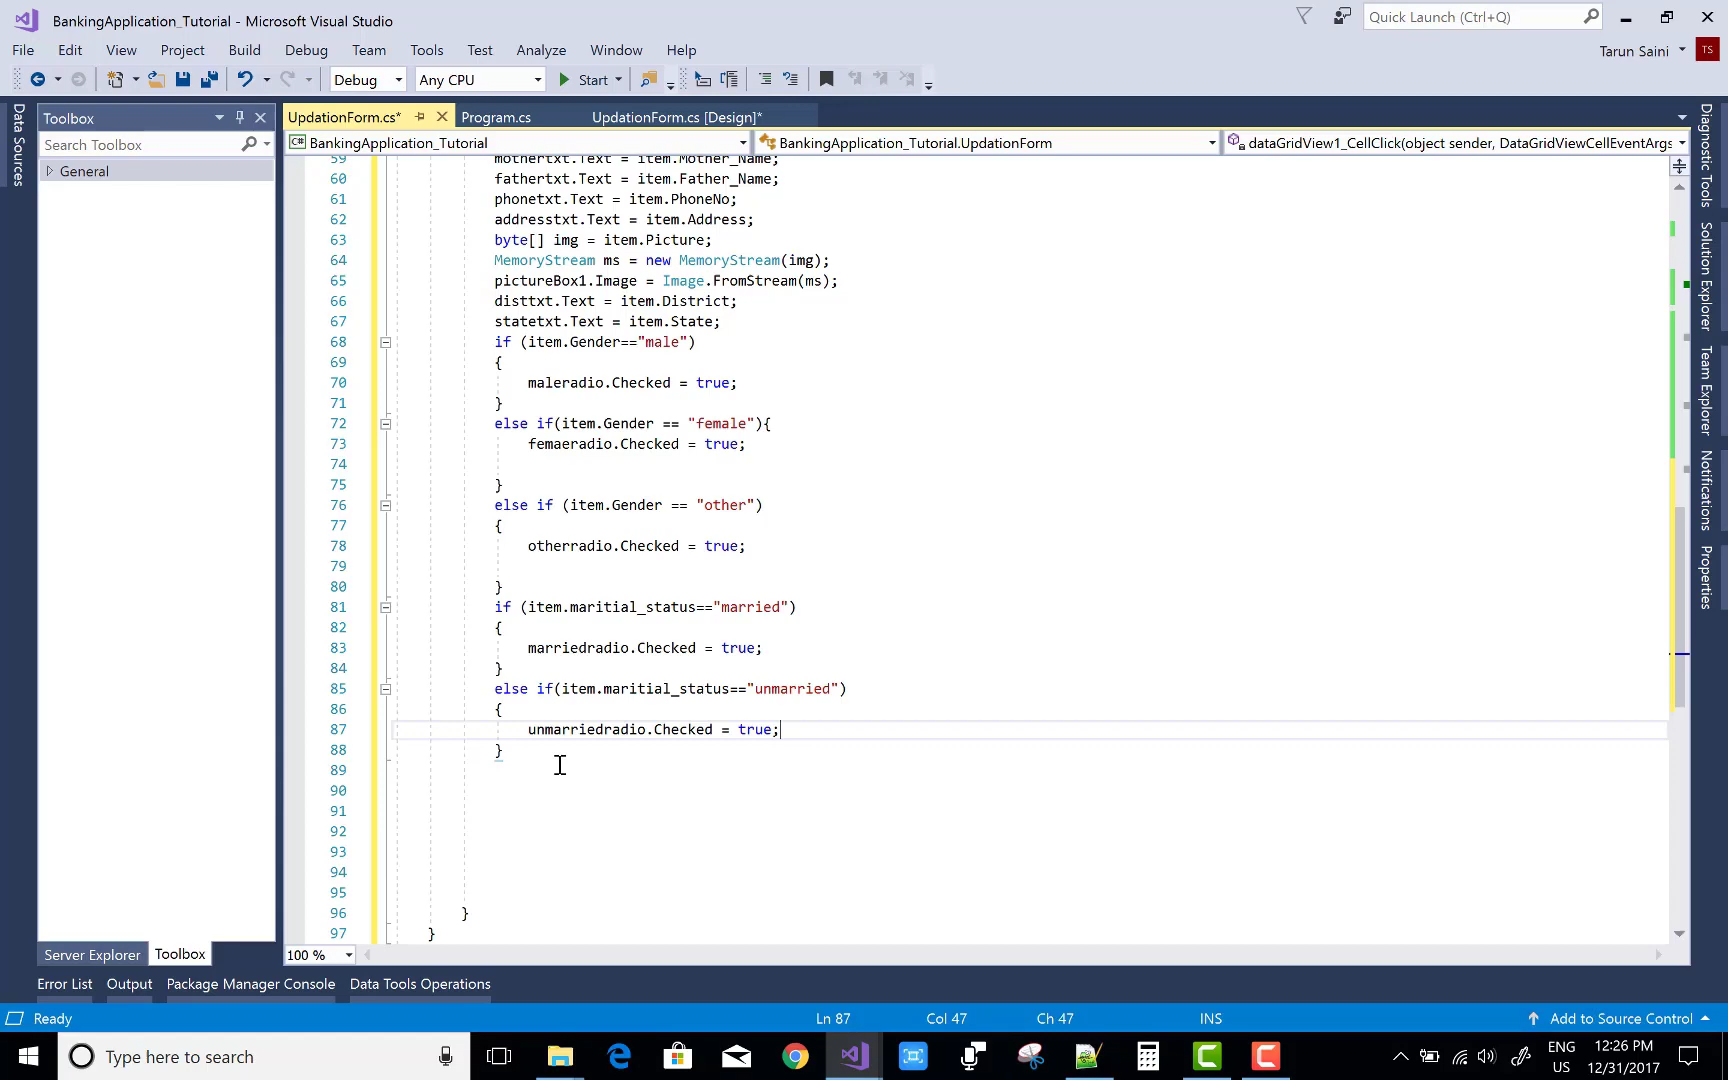 BankingApplication_Tutorial - Microsoft Visual Studio
Quick Launch (Ctrl+Q)
File Edit View Project Build Debug Team Tools Test Analyze Window Help
Tarun Saini TS
Debug Any CPU Start
Data Sources
Toolbox
Search Toolbox
General
UpdationForm.cs* Program.cs UpdationForm.cs [Design]*
C# BankingApplication_Tutorial BankingApplication_Tutorial.UpdationForm dataGridView1_CellClick(object sender, DataGridViewCellEventArgs
59 mothertxt.Text = item.Mother_Name;
60 fathertxt.Text = item.Father_Name;
61 phonetxt.Text = item.PhoneNo;
62 addresstxt.Text = item.Address;
63 byte[] img = item.Picture;
64 MemoryStream ms = new MemoryStream(img);
65 pictureBox1.Image = Image.FromStream(ms);
66 disttxt.Text = item.District;
67 statetxt.Text = item.State;
68 if (item.Gender=="male")
69 {
70 maleradio.Checked = true;
71 }
72 else if(item.Gender == "female"){
73 femaeradio.Checked = true;
74
75 }
76 else if (item.Gender == "other")
77 {
78 otherradio.Checked = true;
79
80 }
81 if (item.maritial_status=="married")
82 {
83 marriedradio.Checked = true;
84 }
85 else if(item.maritial_status=="unmarried")
86 {
87 unmarriedradio.Checked = true;
88 }
89
90
91
92
93
94
95
96 }
97 }
Diagnostic Tools
Solution Explorer
Team Explorer
Notifications
Properties
100 %
Server Explorer Toolbox
Error List Output Package Manager Console Data Tools Operations
Ready Ln 87 Col 47 Ch 47 INS Add to Source Control
Type here to search
ENG
US
12:26 PM
12/31/2017